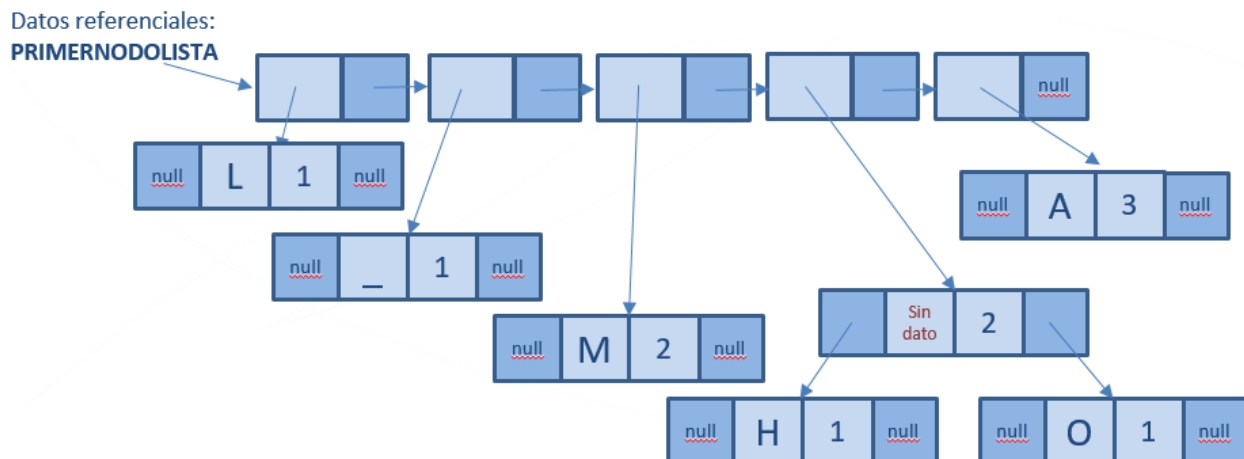 Datos referenciales:
PRIMERNODOLISTA
null
null L 1 null
null A 3 null
null _ 1 null
Sin
dato
2
null M 2 null
null H 1 null
null O 1 null